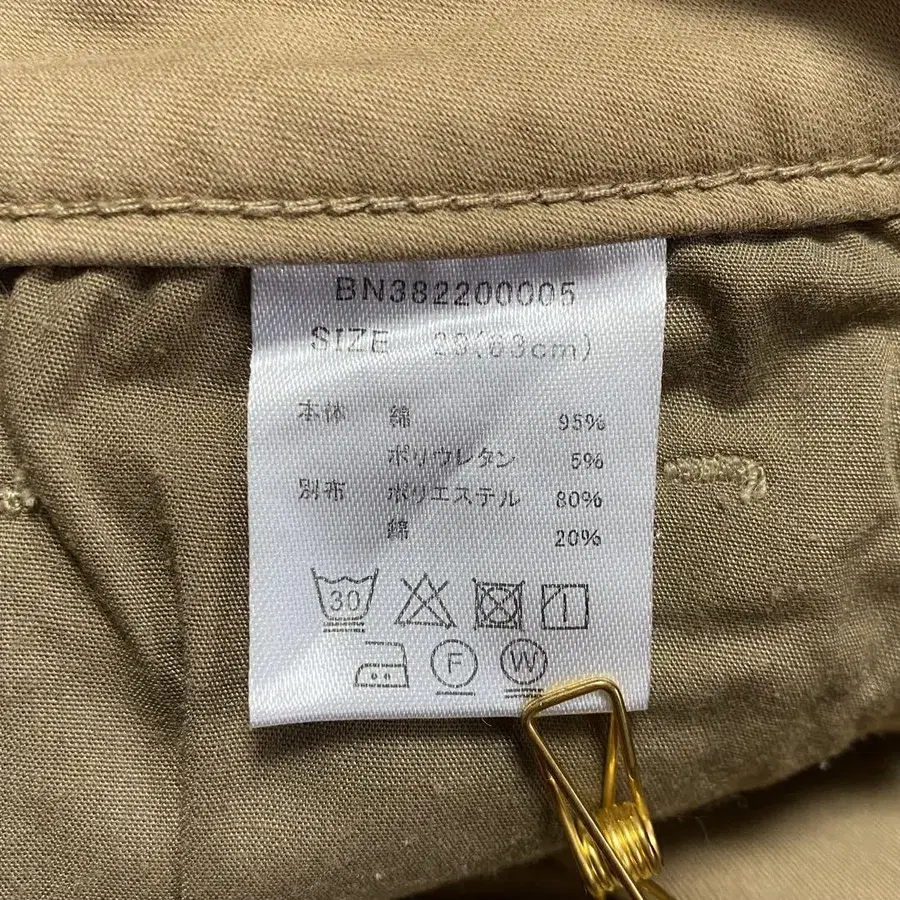 BN382200005
SIZE (63cm)
本体 綿 95%
ポリウレタン 5%
別布 ポリエステル 80%
綿 20%
30
F W